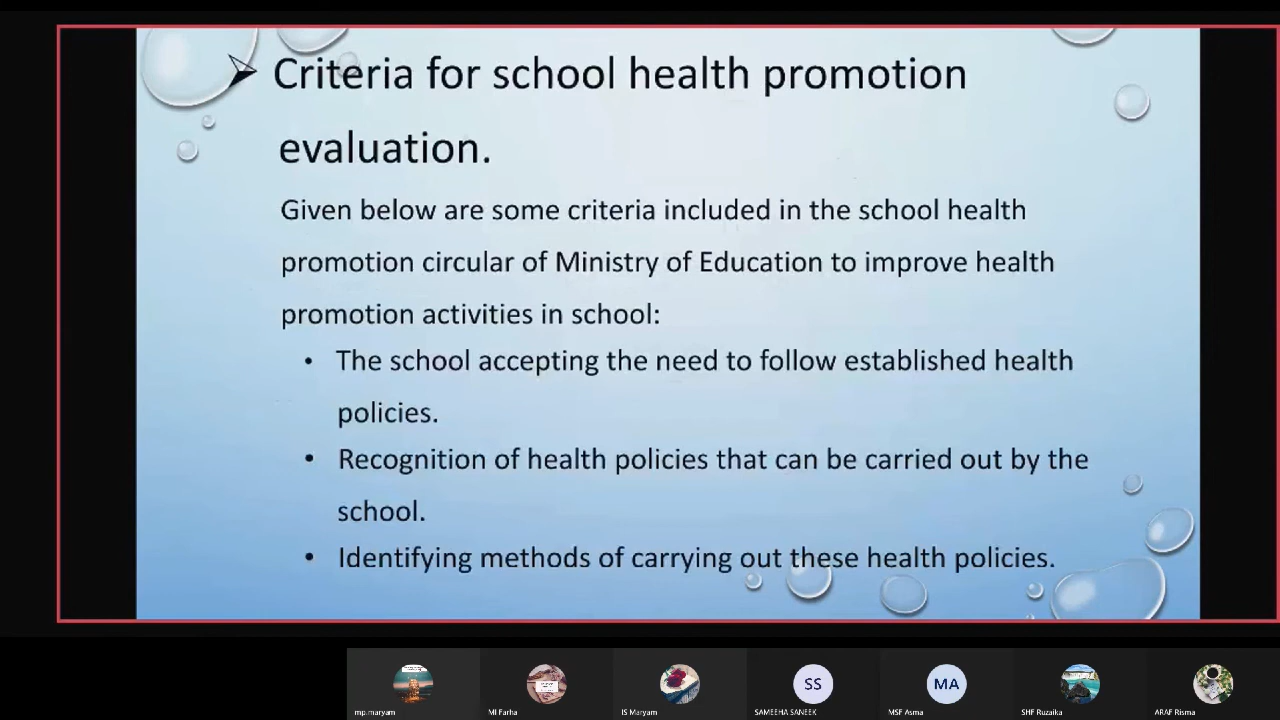 Criteria for school health promotion
evaluation.
Given below are some criteria included in the school health
promotion circular of Ministry of Education to improve health
promotion activities in school:
• The school accepting the need to follow established health
policies.
• Recognition of health policies that can be carried out by the
school.
• Identifying methods of carrying out these health policies.
SS
MA
mp.maryam
MI Farha
IS Maryam
SAMEEHA SANEEK
MSF Asma
SHF Ruzaika
ARAF Risma